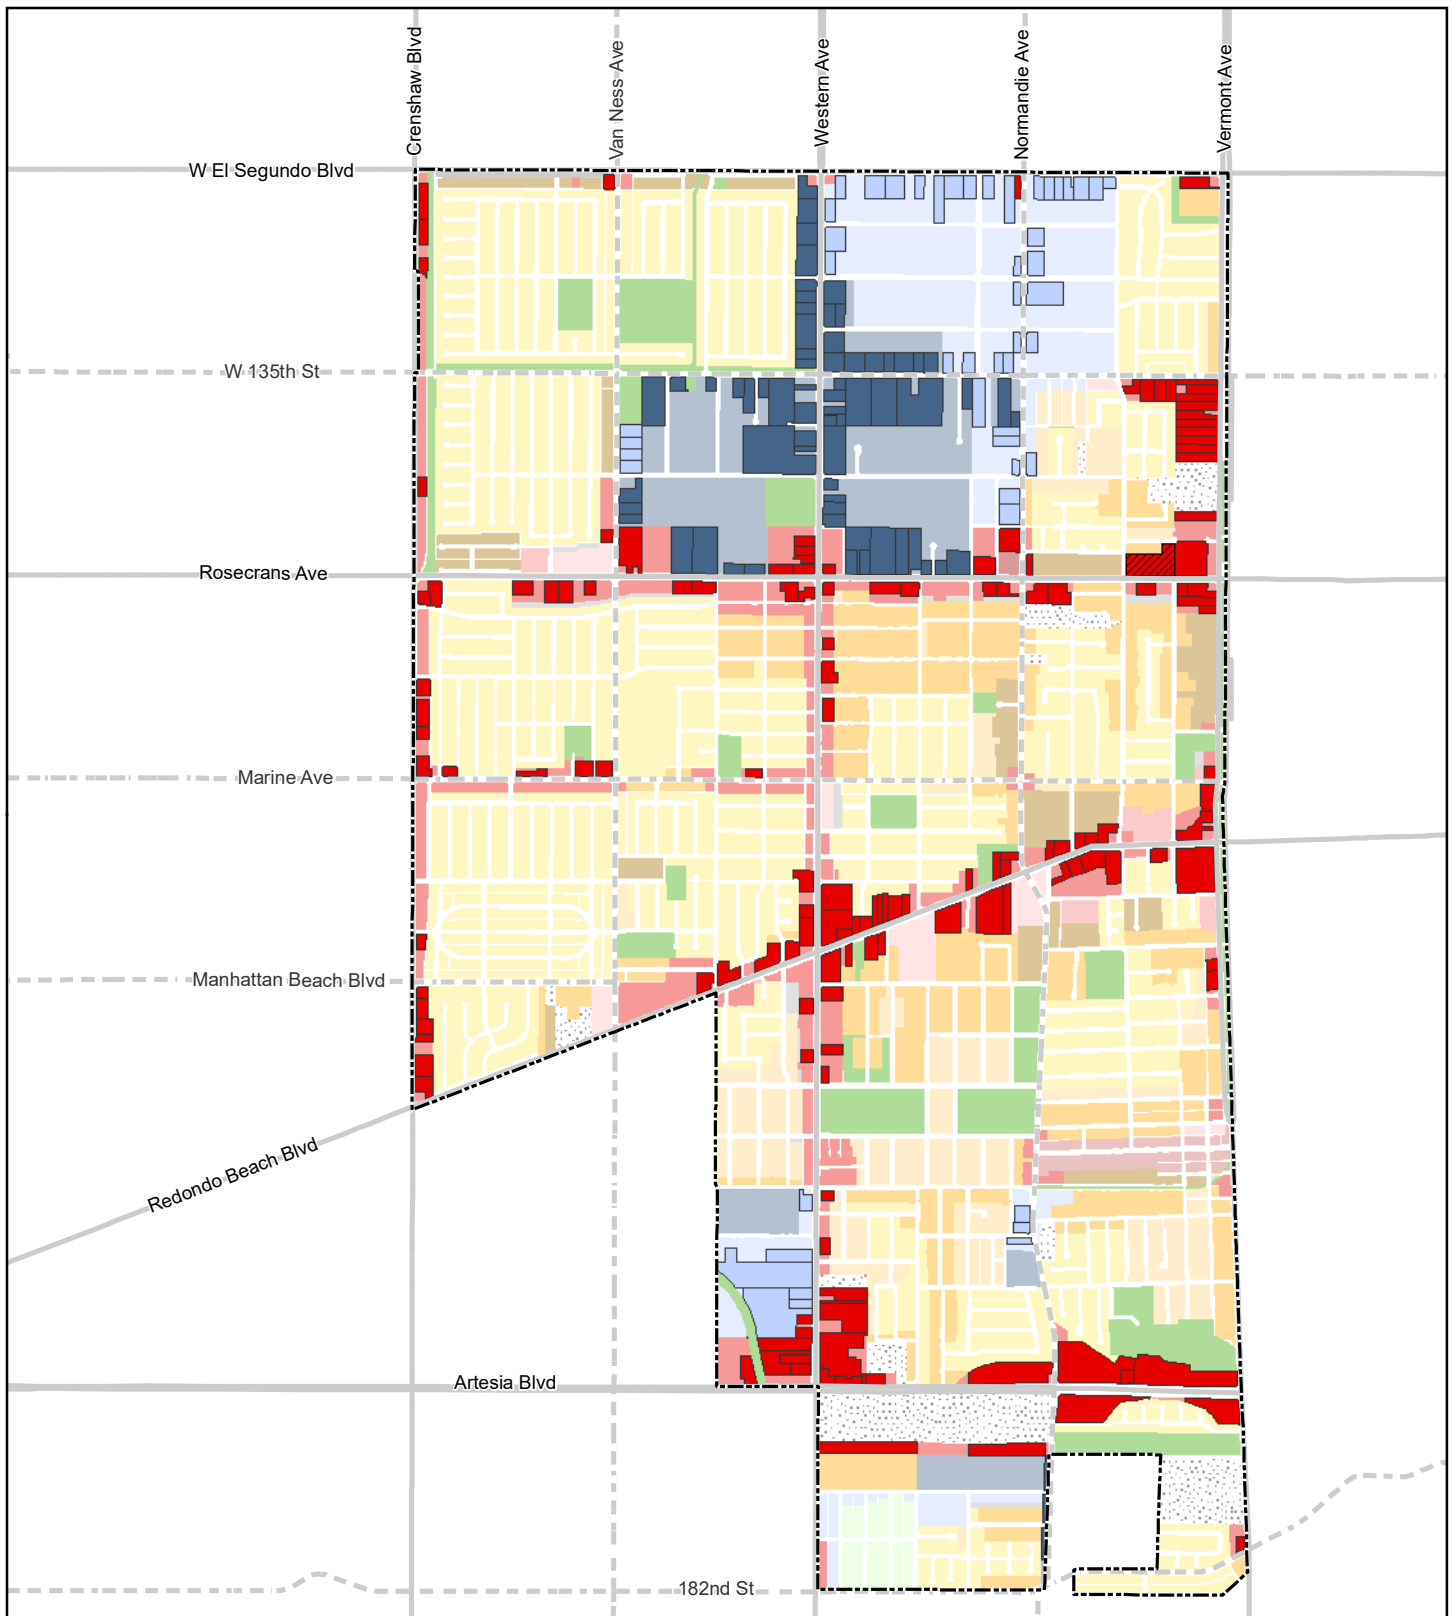 Crenshaw Blvd
Van Ness Ave
Western Ave
Normandie Ave
Vermont Ave
W El Segundo Blvd
W 135th St
Rosecrans Ave
Marine Ave
Manhattan Beach Blvd
Redondo Beach Blvd
Artesia Blvd
182nd St